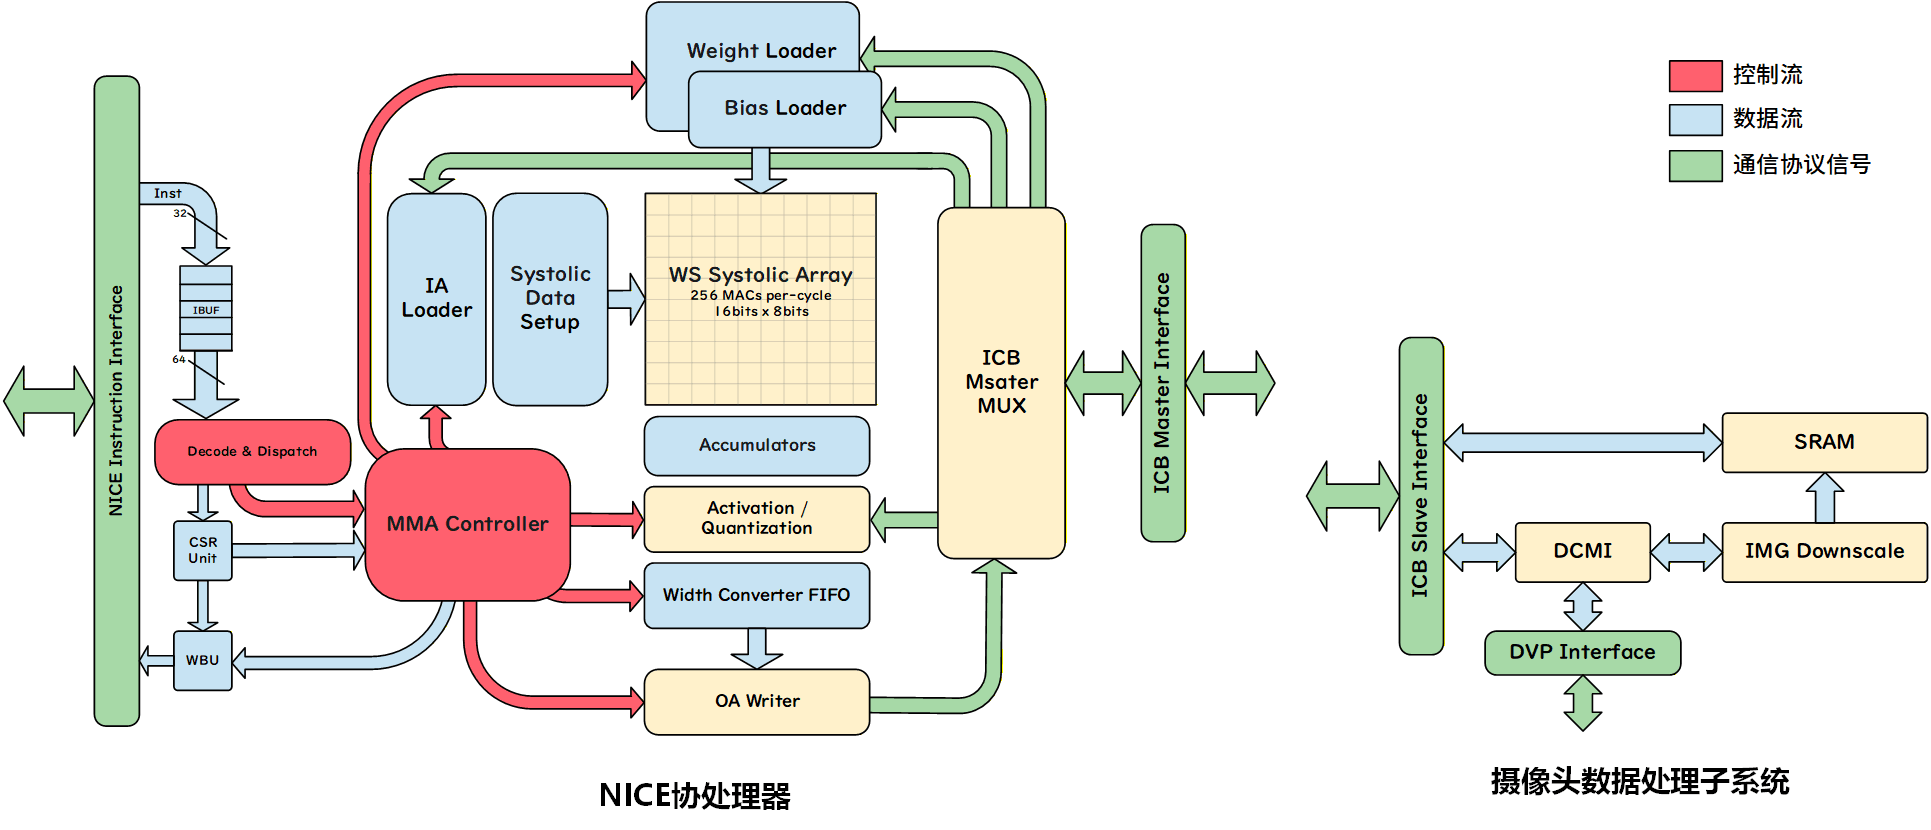 Weight Loader
Bias Loader
控制流
数据流
通信协议信号
NICE Instruction Interface
Inst
32
IBUF
64
Decode & Dispatch
CSR
Unit
WBU
IA
Loader
Systolic
Data
Setup
WS Systolic Array
256 MACs per-cycle
16bits x 8bits
MMA Controller
Accumulators
Activation /
Quantization
Width Converter FIFO
OA Writer
ICB
Msater
MUX
ICB Master Interface
ICB Slave Interface
SRAM
DCMI
IMG Downscale
DVP Interface
NICE协处理器
摄像头数据处理子系统